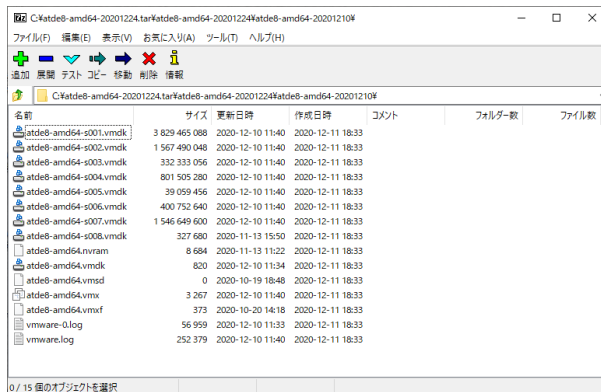 C:¥atde8-amd64-20201224.tar¥atde8-amd64-20201224¥atde8-amd64-20201210¥
ファイル(F) 編集(E) 表示(V) お気に入り(A) ツール(T) ヘルプ(H)
追加 展開 テスト コピー 移動 削除 情報
C:¥atde8-amd64-20201224.tar¥atde8-amd64-20201224¥atde8-amd64-20201210¥
名前 サイズ 更新日時 作成日時 コメント フォルダー数 ファイル数
atde8-amd64-s001.vmdk 3 829 465 088 2020-12-10 11:40 2020-12-11 18:33
atde8-amd64-s002.vmdk 1 567 490 048 2020-12-10 11:40 2020-12-11 18:33
atde8-amd64-s003.vmdk 332 333 056 2020-12-10 11:40 2020-12-11 18:33
atde8-amd64-s004.vmdk 801 505 280 2020-12-10 11:40 2020-12-11 18:33
atde8-amd64-s005.vmdk 39 059 456 2020-12-10 11:40 2020-12-11 18:33
atde8-amd64-s006.vmdk 400 752 640 2020-12-10 11:40 2020-12-11 18:33
atde8-amd64-s007.vmdk 1 546 649 600 2020-12-10 11:40 2020-12-11 18:33
atde8-amd64-s008.vmdk 327 680 2020-11-13 15:50 2020-12-11 18:33
atde8-amd64.nvram 8 684 2020-11-13 11:22 2020-12-11 18:33
atde8-amd64.vmdk 820 2020-12-10 11:34 2020-12-11 18:33
atde8-amd64.vmsd 0 2020-10-19 18:48 2020-12-11 18:33
atde8-amd64.vmx 3 267 2020-12-10 11:40 2020-12-11 18:33
atde8-amd64.vmxf 373 2020-10-20 14:18 2020-12-11 18:33
vmware-0.log 56 959 2020-12-10 11:33 2020-12-11 18:33
vmware.log 252 379 2020-12-10 11:40 2020-12-11 18:33
0 / 15 個のオブジェクトを選択